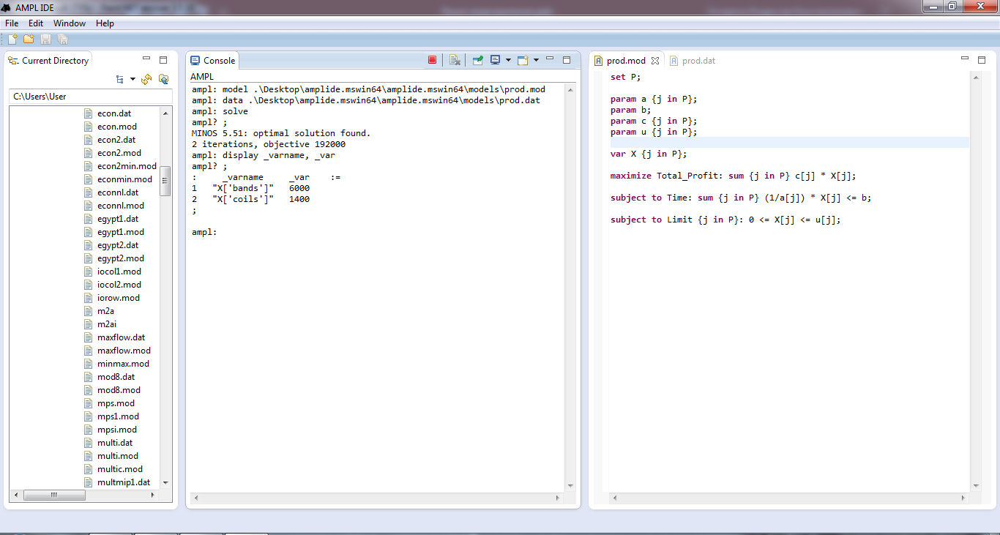 AMPL IDE
File Edit Window Help
Current Directory
C:\Users\User
econ.dat
econ.mod
econ2.dat
econ2.mod
econ2min.mod
econmin.mod
econnl.dat
econnl.mod
egypt1.dat
egypt1.mod
egypt2.dat
egypt2.mod
iocol1.mod
iocol2.mod
iorow.mod
m2a
m2ai
maxflow.dat
maxflow.mod
minmax.mod
mod8.dat
mod8.mod
mps.mod
mps1.mod
mpsi.mod
multi.dat
multi.mod
multic.mod
multmip1.dat
Console
AMPL
ampl: model .\Desktop\amplide.mswin64\amplide.mswin64\models\prod.mod
ampl: data .\Desktop\amplide.mswin64\amplide.mswin64\models\prod.dat
ampl: solve
ampl? ;
MINOS 5.51: optimal solution found.
2 iterations, objective 192000
ampl: display _varname, _var
ampl? ;
:     _varname     _var    :=
1   "X['bands']"   6000
2   "X['coils']"   1400
;
ampl:
prod.mod prod.dat
set P;
param a {j in P};
param b;
param c {j in P};
param u {j in P};
var X {j in P};
maximize Total_Profit: sum {j in P} c[j] * X[j];
subject to Time: sum {j in P} (1/a[j]) * X[j] <= b;
subject to Limit {j in P}: 0 <= X[j] <= u[j];